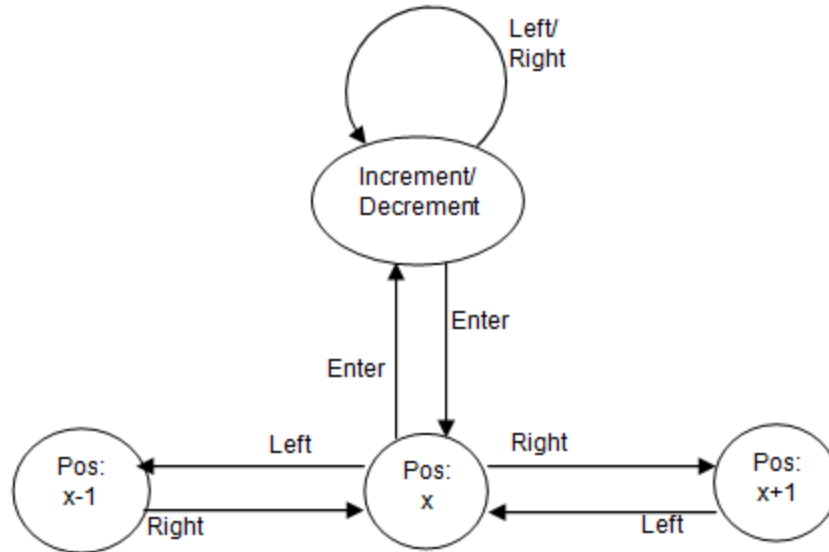 Left/
Right
Increment/
Decrement
Enter
Enter
Left
Right
Pos:
x-1
Pos:
x
Pos:
x+1
Right
Left